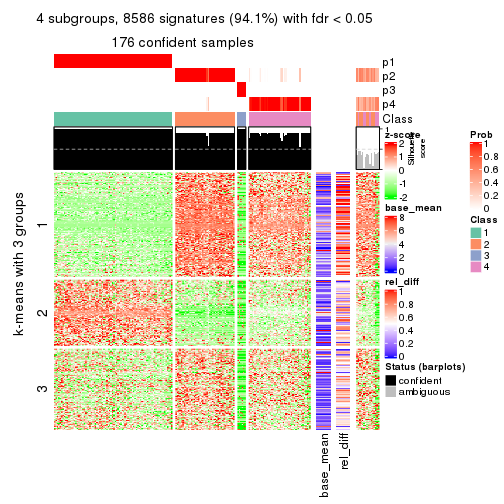 4 subgroups, 8586 signatures (94.1%) with fdr < 0.05
176 confident samples
p1
p2
p3
p4
Class
1
Silhouette
score
k-means with 3 groups
1
2
3
base_mean
rel_diff
z-score
2
1
0
-1
-2
base_mean
8
6
4
2
0
rel_diff
1
0.8
0.6
0.4
0.2
0
Status (barplots)
confident
ambiguous
Prob
1
0.8
0.6
0.4
0.2
0
Class
1
2
3
4